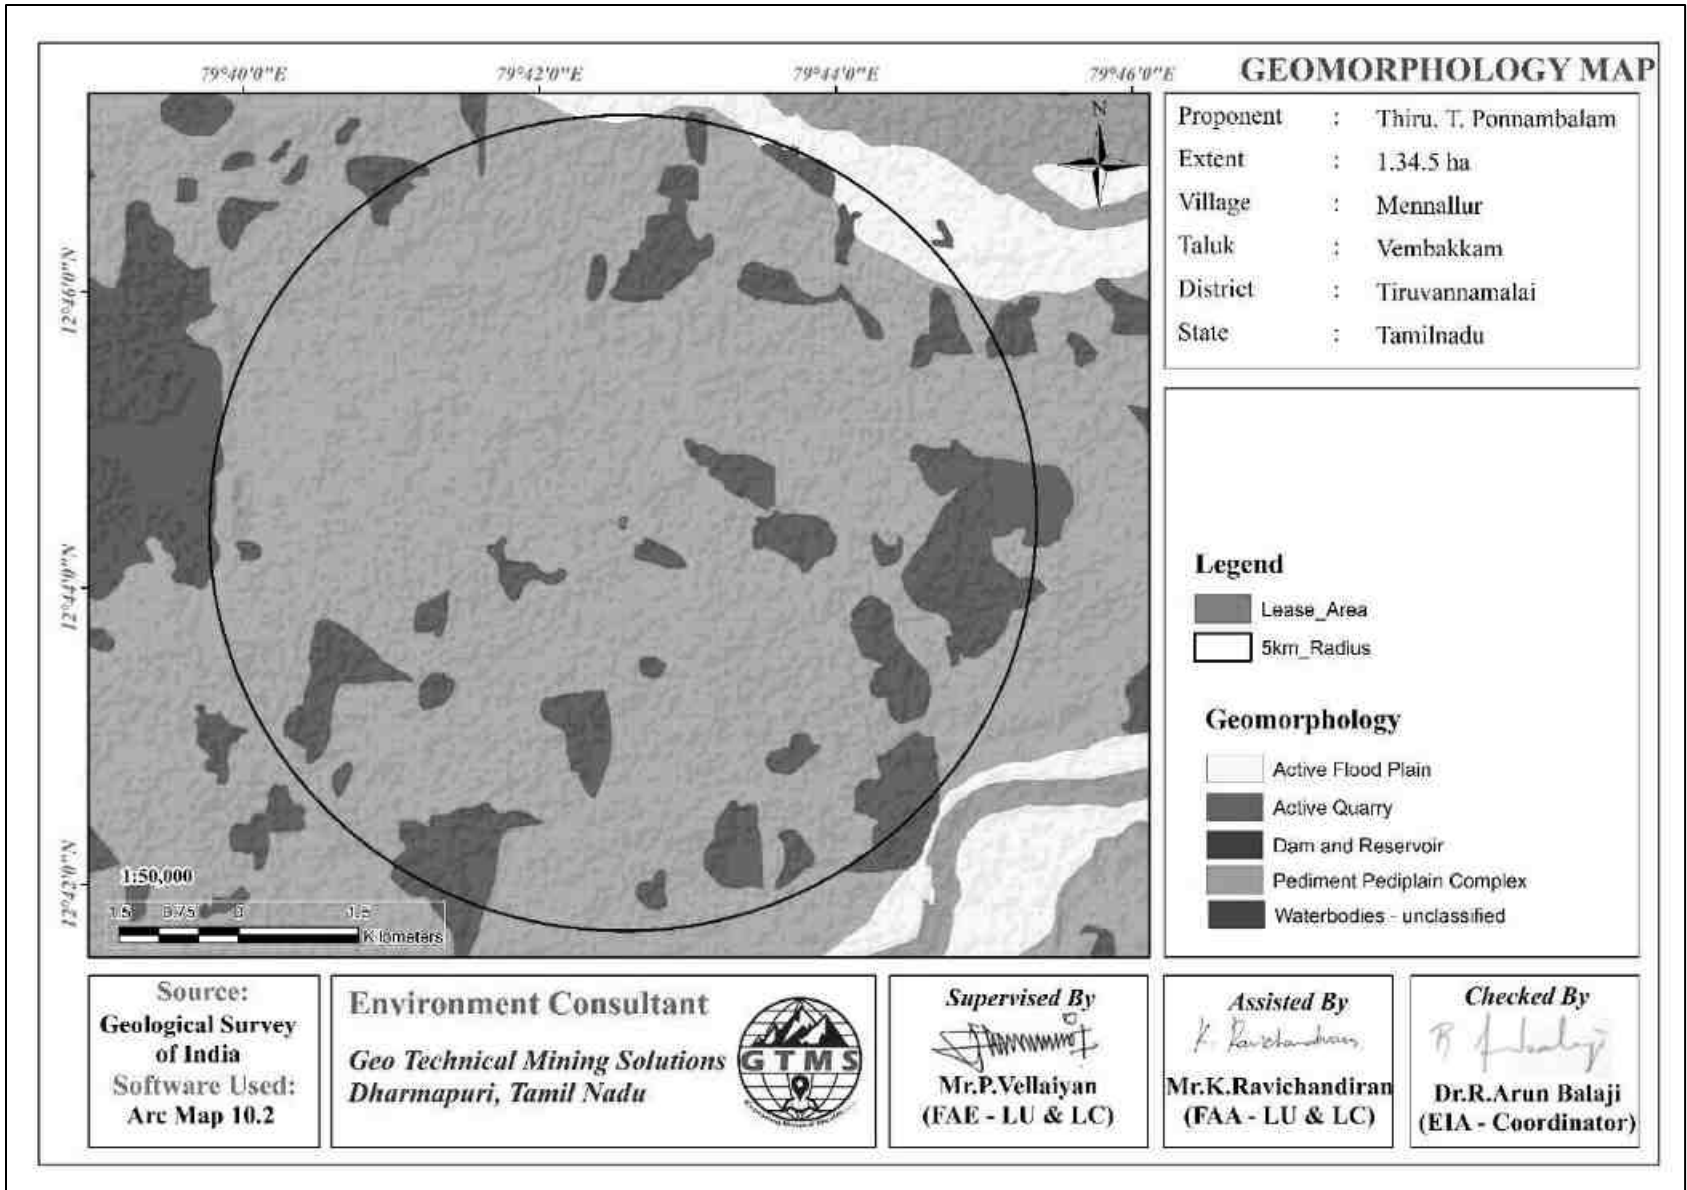 GEOMORPHOLOGY MAP
79°40'0"E 79°42'0"E 79°44'0"E 79°46'0"E
N
12°46'0"N
12°44'0"N
12°42'0"N
1:50,000
1.5 0.75 0 1.5
Kilometers
Proponent : Thiru. T. Ponnambalam
Extent : 1.34.5 ha
Village : Mennallur
Taluk : Vembakkam
District : Tiruvannamalai
State : Tamilnadu
Legend
Lease_Area
5km_Radius
Geomorphology
Active Flood Plain
Active Quarry
Dam and Reservoir
Pediment Pediplain Complex
Waterbodies - unclassified
Source:
Geological Survey
of India
Software Used:
Arc Map 10.2
Environment Consultant
Geo Technical Mining Solutions
Dharmapuri, Tamil Nadu
GTMS
Supervised By
Mr.P.Vellaiyan
(FAE - LU & LC)
Assisted By
K. Ravichandiran
Mr.K.Ravichandiran
(FAA - LU & LC)
Checked By
Dr.R.Arun Balaji
(EIA - Coordinator)